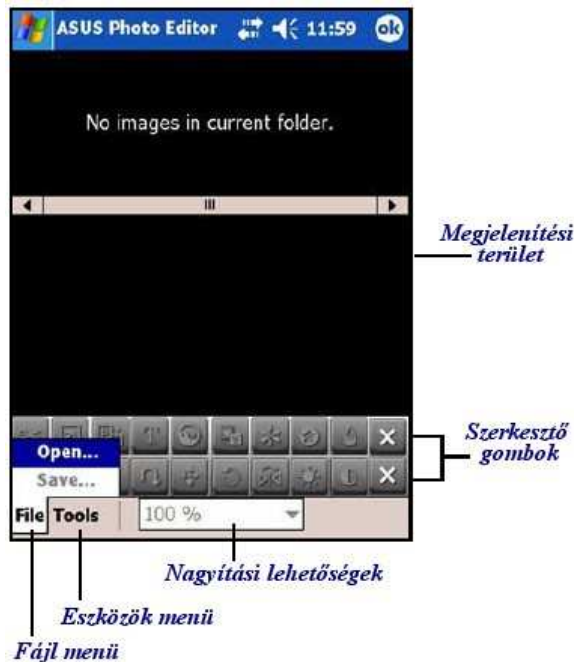 ASUS Photo Editor 11:59 ok
No images in current folder.
Megjelenítési
terület
Szerkesztő
gombok
Open...
Save...
File Tools 100 %
Nagyítási lehetőségek
Eszközök menü
Fájl menü